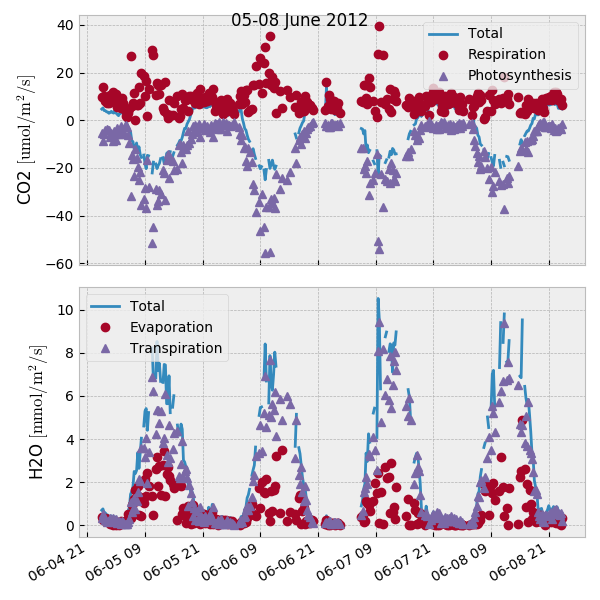 05-08 June 2012
Total
Respiration
Photosynthesis
40
20
0
−20
−40
−60
CO2 [umol/m²/s]
Total
Evaporation
Transpiration
10
8
6
4
2
0
H2O [mmol/m²/s]
06-04 21
06-05 09
06-05 21
06-06 09
06-06 21
06-07 09
06-07 21
06-08 09
06-08 21